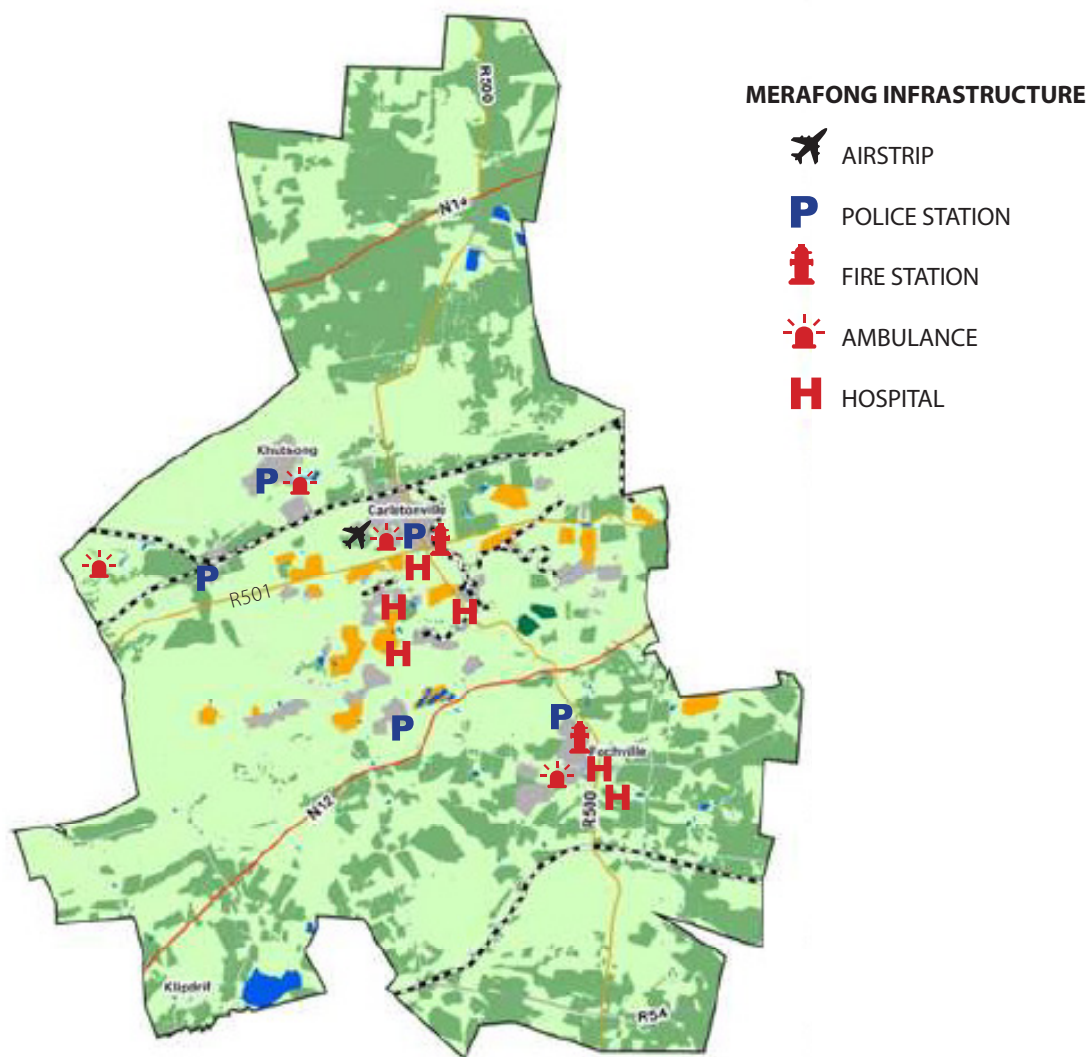 R500
MERAFONG INFRASTRUCTURE
AIRSTRIP
P POLICE STATION
FIRE STATION
AMBULANCE
H HOSPITAL
N14
Khutsong
P
Carletonville
P
H
P
R501
H
H
H
P
P
Fochville
H
H
R500
N12
Klipdrif
R54